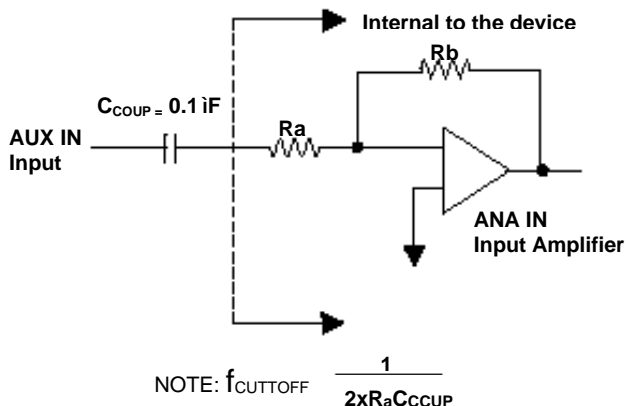 Internal to the device
Rb
CCOUP = 0.1 ìF
Ra
AUX IN
Input
ANA IN
Input Amplifier
NOTE: fCUTTOFF 1
2xRaCCCUP